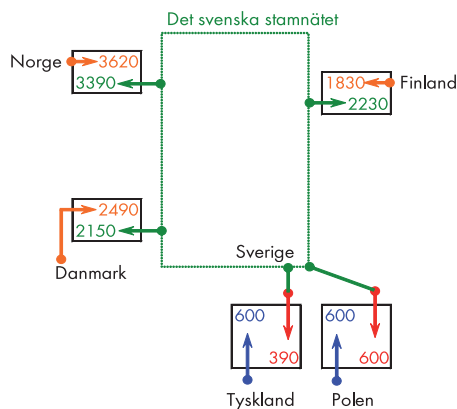 Det svenska stamnätet
Norge
3620
3390
1830
Finland
2230
2490
2150
Danmark
Sverige
600
390
600
600
Tyskland
Polen